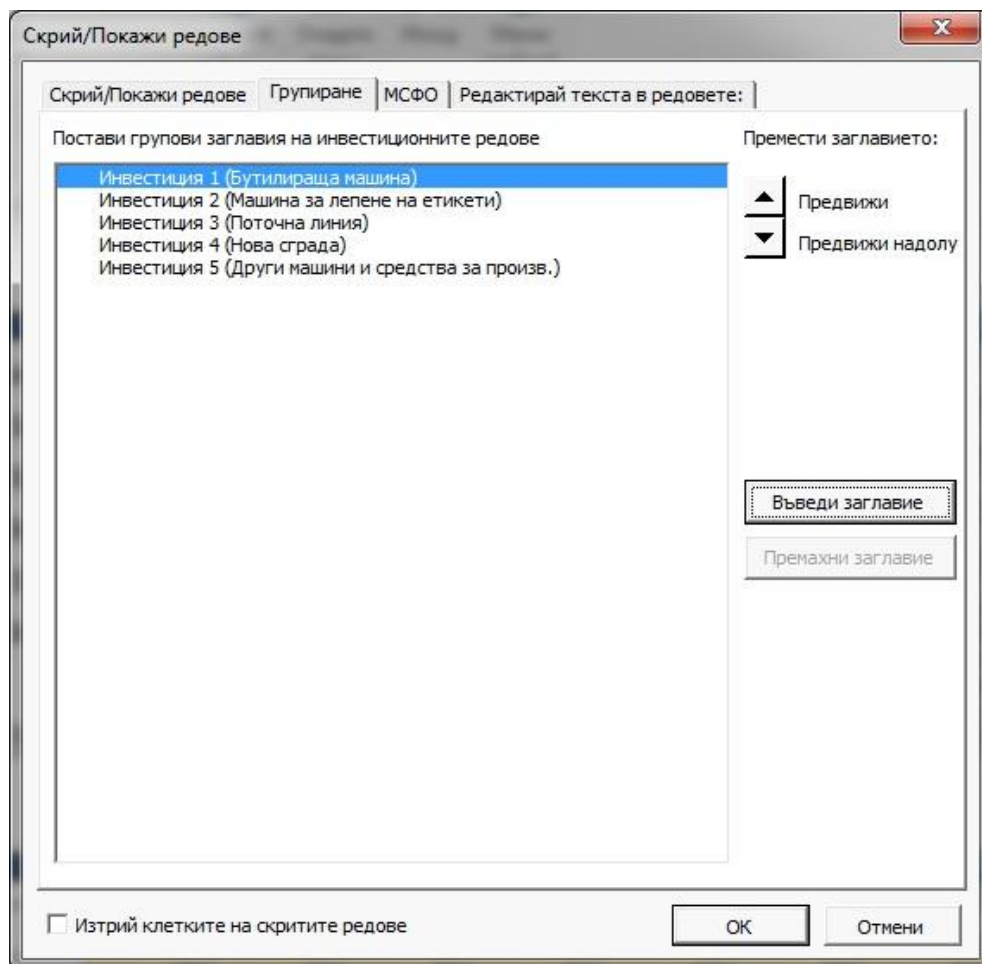 Скрий/Покажи редове
Скрий/Покажи редове Групиране МСФО Редактирай текста в редовете:
Постави групови заглавия на инвестиционните редове
Премести заглавието:
Инвестиция 1 (Бутилираща машина)
Инвестиция 2 (Машина за лепене на етикети)
Инвестиция 3 (Поточна линия)
Инвестиция 4 (Нова сграда)
Инвестиция 5 (Други машини и средства за произв.)
Предвижи
Предвижи надолу
Въведи заглавие
Премахни заглавие
Изтрий клетките на скритите редове
OK
Отмени